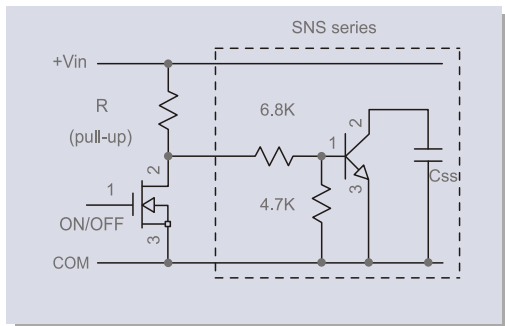 SNS series
+Vin
R
(pull-up)
6.8K
2
1
2
1
Css
3
4.7K
ON/OFF
3
COM